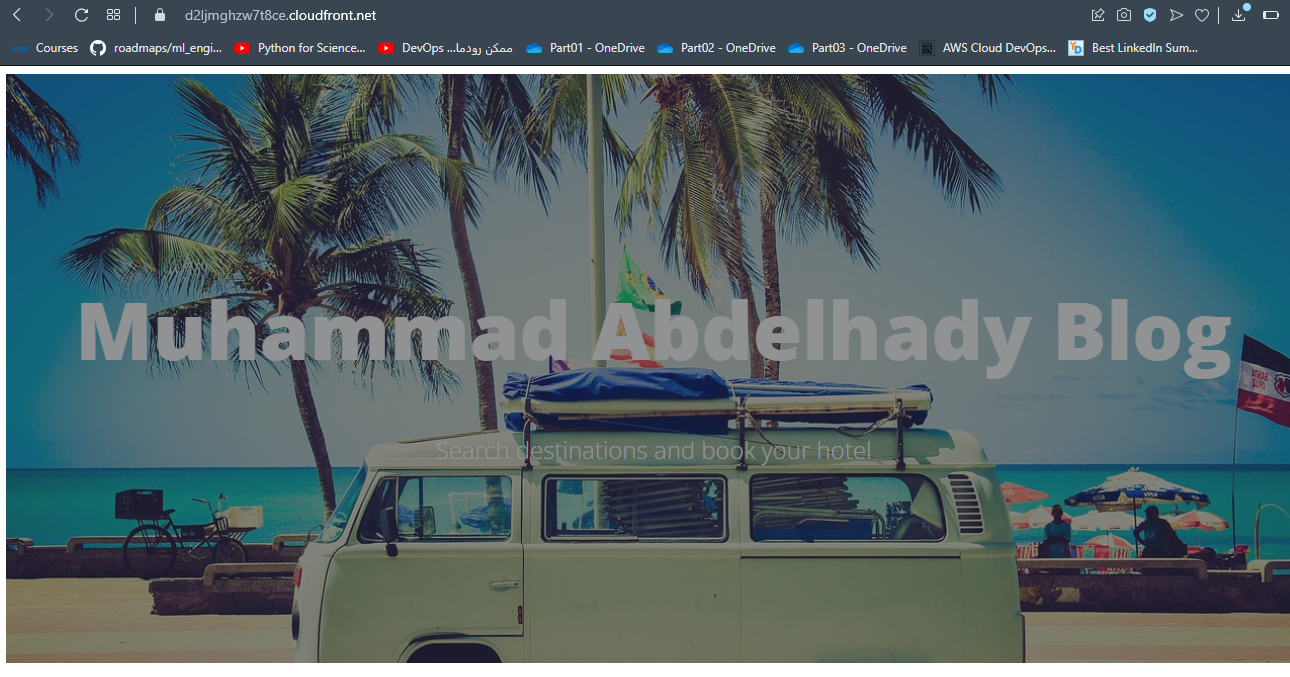 d2ljmghzw7t8ce.cloudfront.net
Courses roadmaps/ml_engi... Python for Science... DevOps ...ممكن رودما Part01 - OneDrive Part02 - OneDrive Part03 - OneDrive AWS Cloud DevOps... Best LinkedIn Sum...
Muhammad Abdelhady Blog
Search destinations and book your hotel
VISA